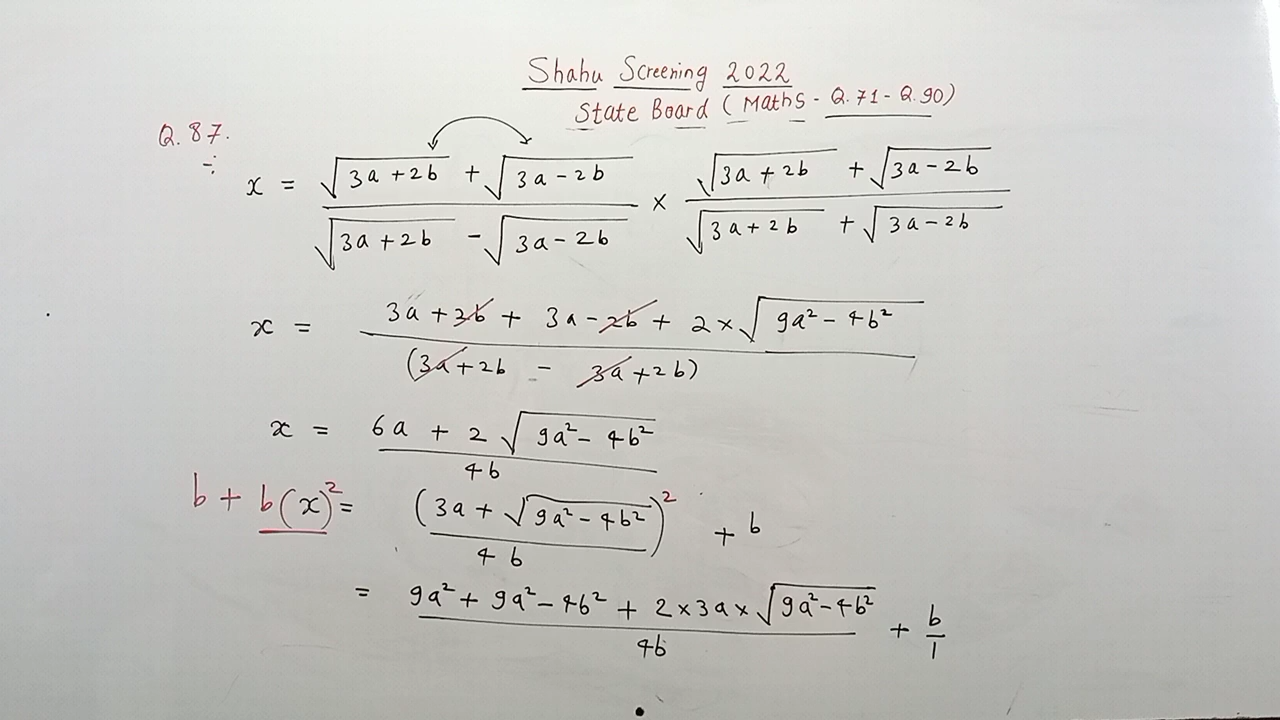 Shahu Screening 2022
State Board (Maths - Q.71 - Q.90)
Q.87.
x = (√(3a + 2b) + √(3a - 2b)) / (√(3a + 2b) - √(3a - 2b)) × (√(3a + 2b) + √(3a - 2b)) / (√(3a + 2b) + √(3a - 2b))
x = (3a + 2b + 3a - 2b + 2 × √(9a² - 4b²)) / (3a + 2b - 3a + 2b)
x = (6a + 2 √(9a² - 4b²)) / 4b
b + b(x)² = (3a + √(9a² - 4b²))² / 4b + b
= (9a² + 9a² - 4b² + 2 × 3a × √(9a² - 4b²)) / 4b + b/1